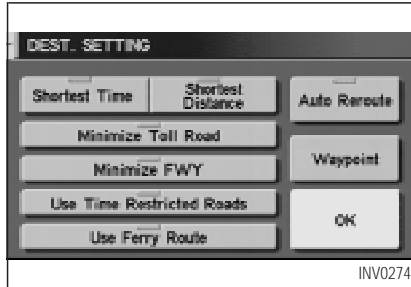 DEST. SETTING
Shortest Time
Shortest
Distance
Auto Reroute
Minimize Toll Road
Minimize FWY
Waypoint
Use Time Restricted Roads
Use Ferry Route
OK
INV0274